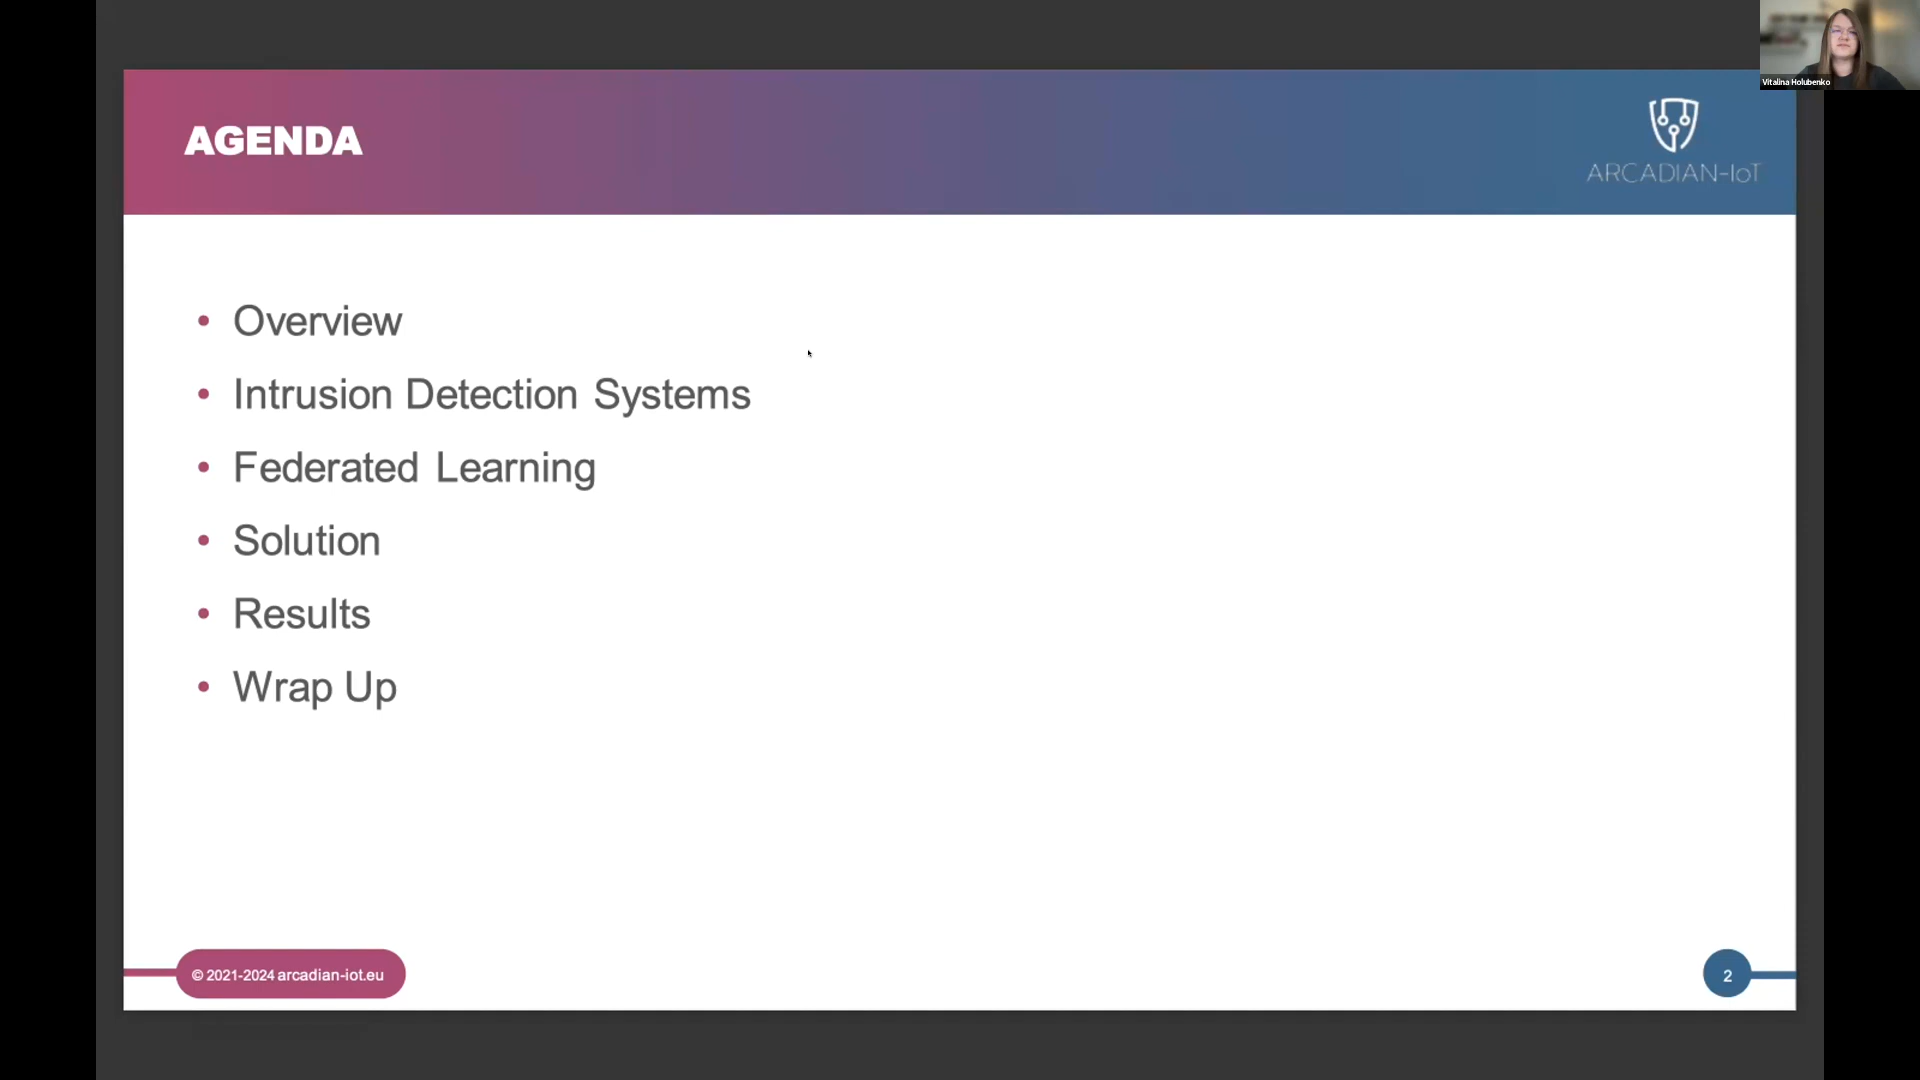 Vitalina Holubenko
AGENDA
ARCADIAN-IoT
• Overview
• Intrusion Detection Systems
• Federated Learning
• Solution
• Results
• Wrap Up
© 2021-2024 arcadian-iot.eu
2